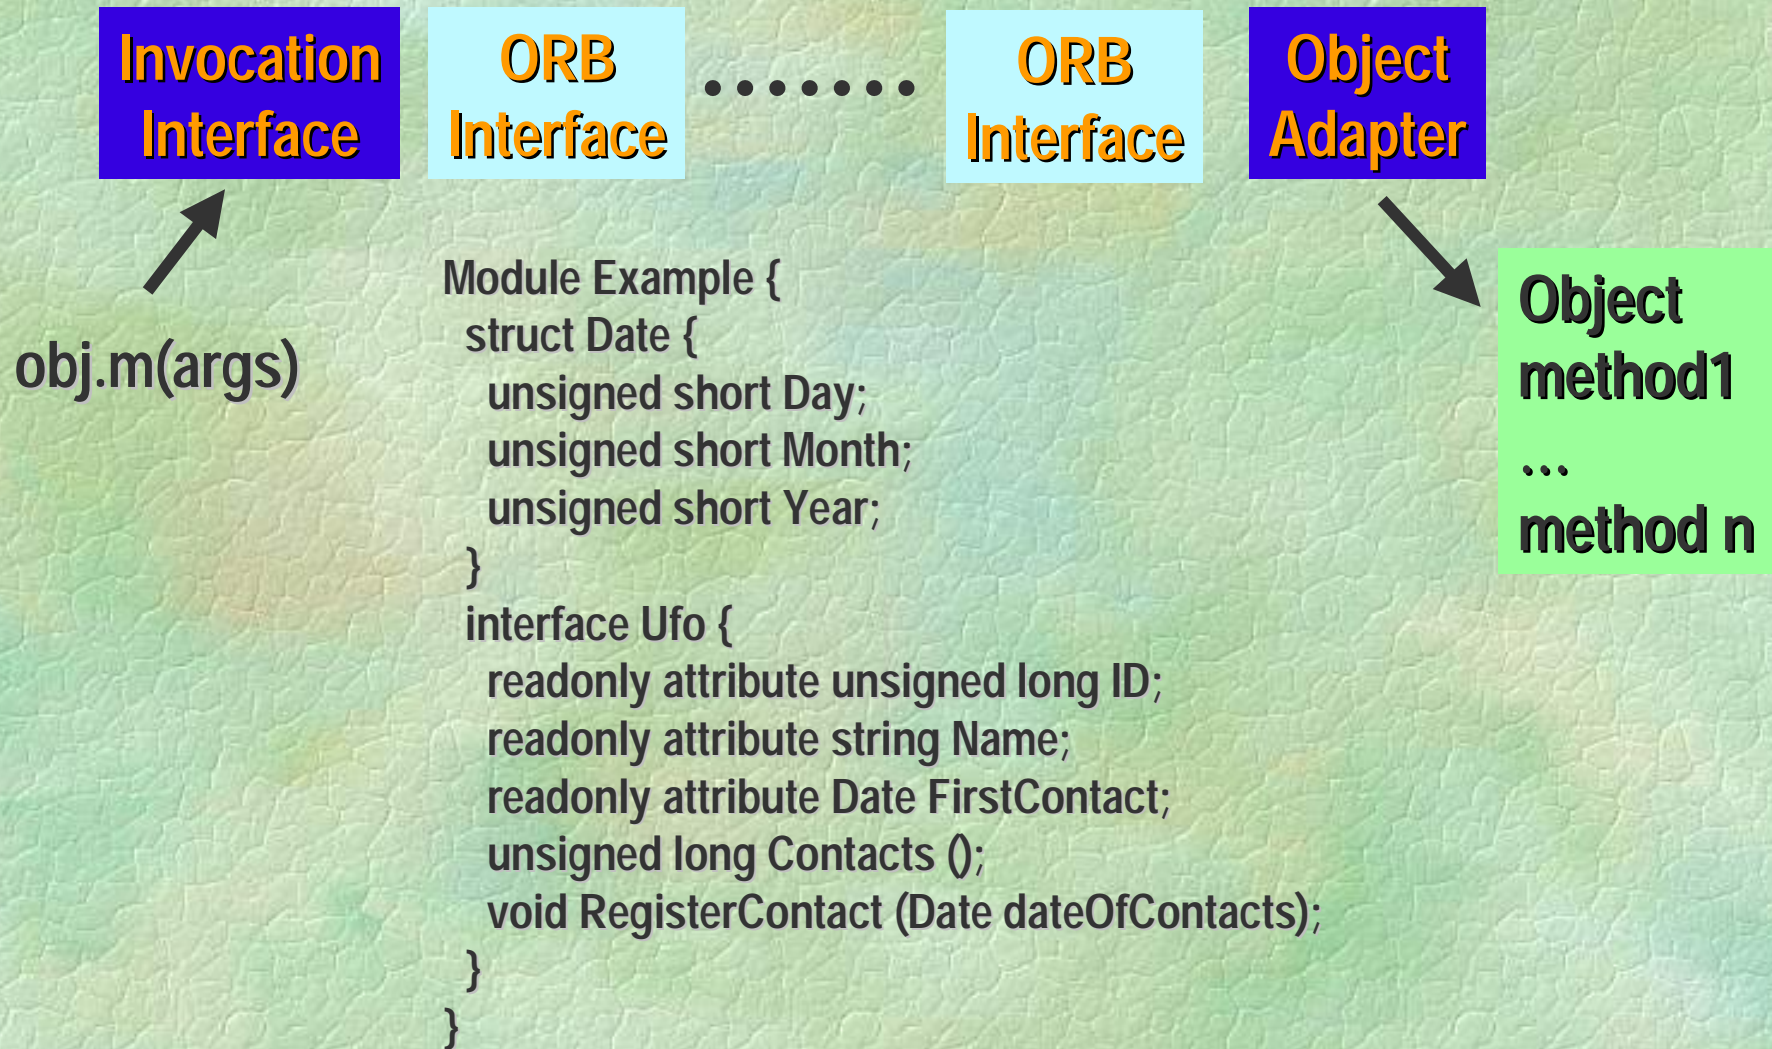 Invocation
Interface
ORB
Interface
.......
ORB
Interface
Object
Adapter
obj.m(args)
Module Example {
struct Date {
unsigned short Day;
unsigned short Month;
unsigned short Year;
}
interface Ufo {
readonly attribute unsigned long ID;
readonly attribute string Name;
readonly attribute Date FirstContact;
unsigned long Contacts ();
void RegisterContact (Date dateOfContacts);
}
}
Object
method1
...
method n